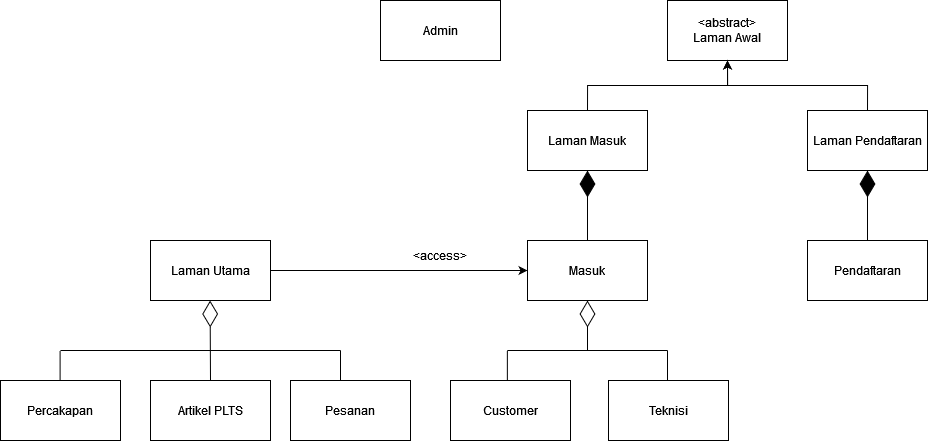 Admin
<abstract>
Laman Awal
Laman Masuk
Laman Pendaftaran
Laman Utama
<access>
Masuk
Pendaftaran
Percakapan
Artikel PLTS
Pesanan
Customer
Teknisi